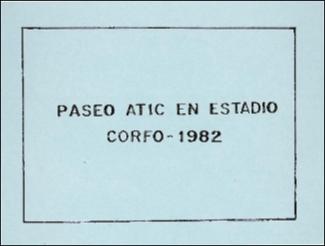 PASEO ATIC EN ESTADIO
CORFO-1982